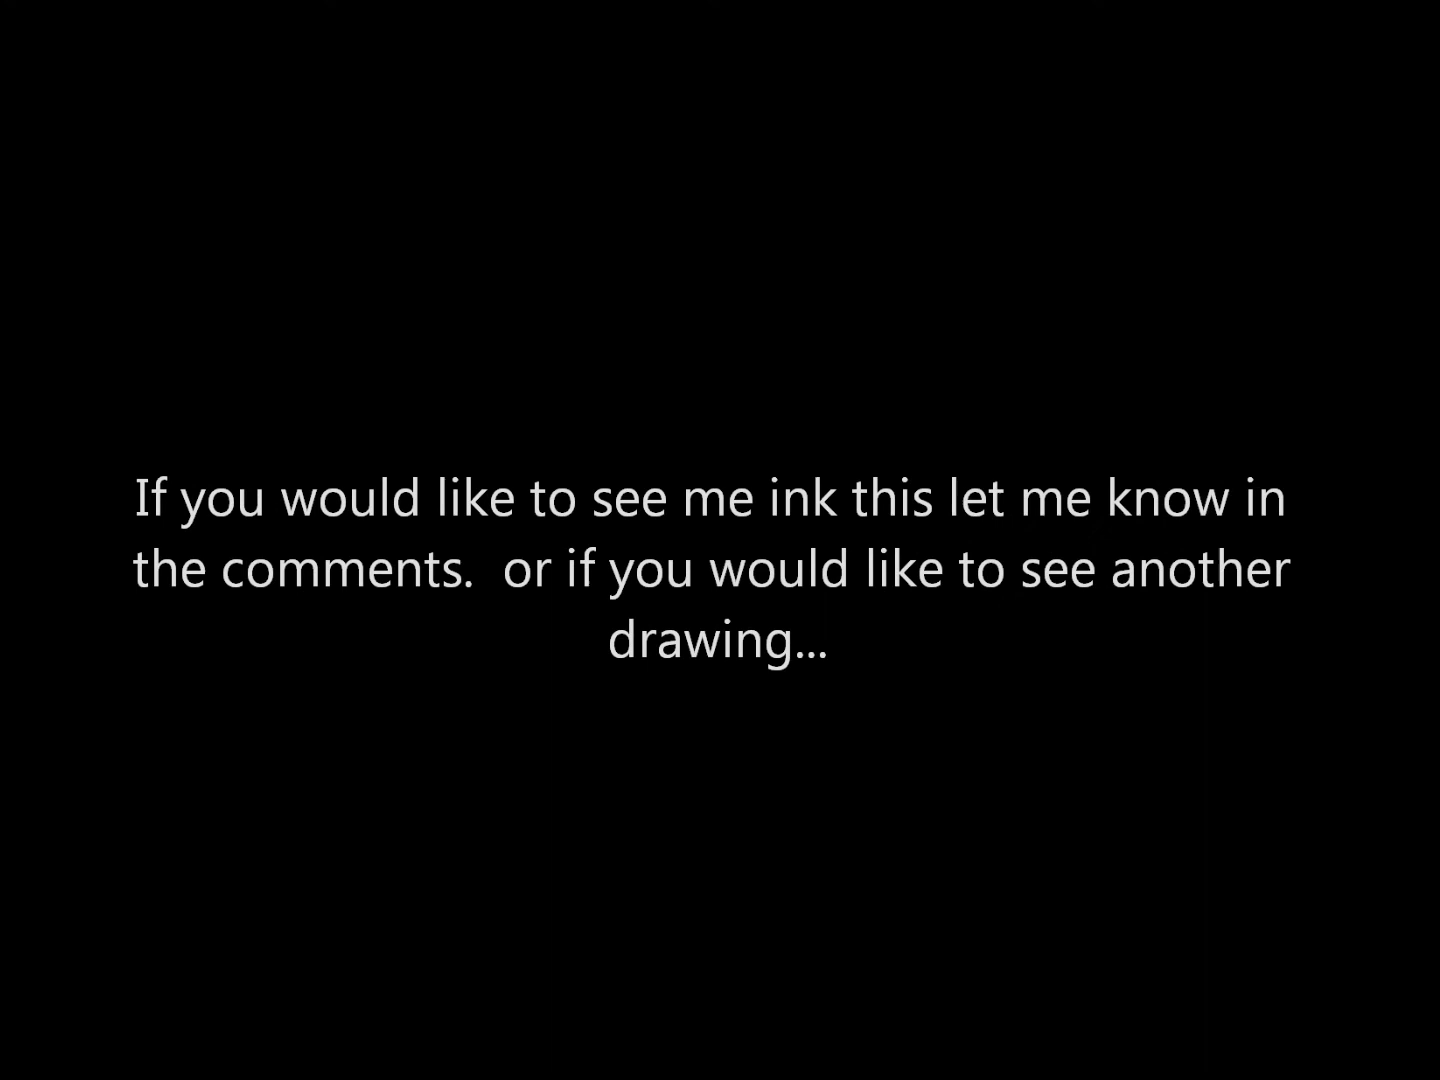 If you would like to see me ink this let me know in
the comments.  or if you would like to see another
drawing...